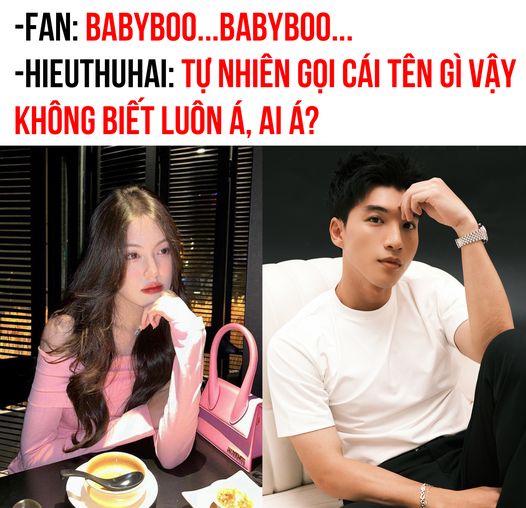 -FAN: BABYBOO...BABYBOO...
-HIEUTHUHAI: TỰ NHIÊN GỌI CÁI TÊN GÌ VẬY
KHÔNG BIẾT LUÔN Á, AI Á?